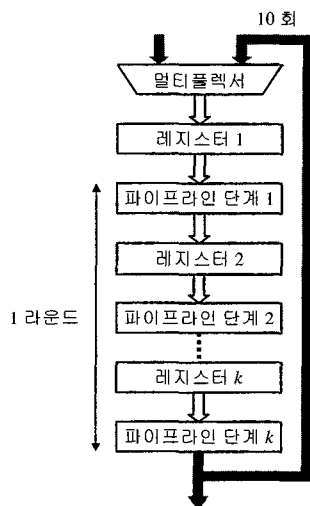 10 회
멀티플렉서
레지스터 1
파이프라인 단계 1
레지스터 2
1 라운드
파이프라인 단계 2
레지스터 k
파이프라인 단계 k